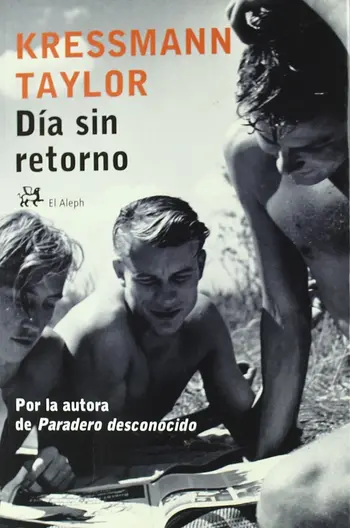 KRESSMANN
TAYLOR
Día sin
retorno
El Aleph
Por la autora
de Paradero desconocido